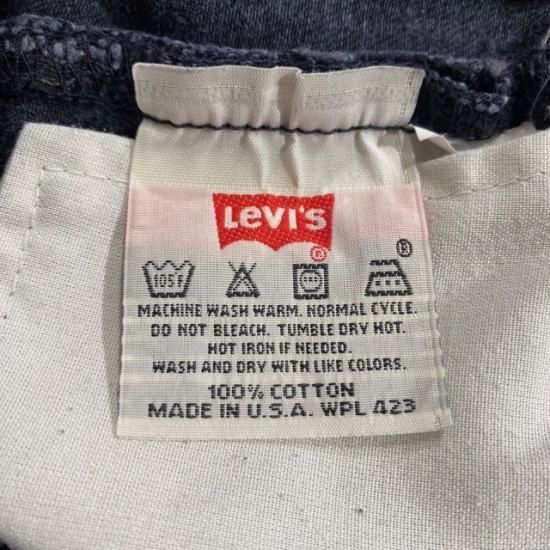 Levi's
®
®
105F
MACHINE WASH WARM. NORMAL CYCLE.
DO NOT BLEACH. TUMBLE DRY HOT.
HOT IRON IF NEEDED.
WASH AND DRY WITH LIKE COLORS.
100% COTTON
MADE IN U.S.A. WPL 423